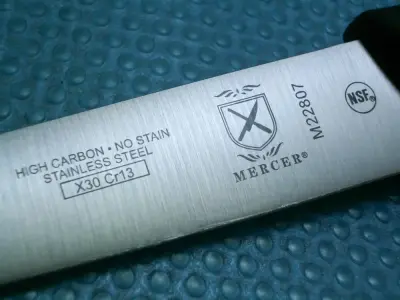 HIGH CARBON • NO STAIN
STAINLESS STEEL
X30 Cr13
MERCER®
M22807
NSF®